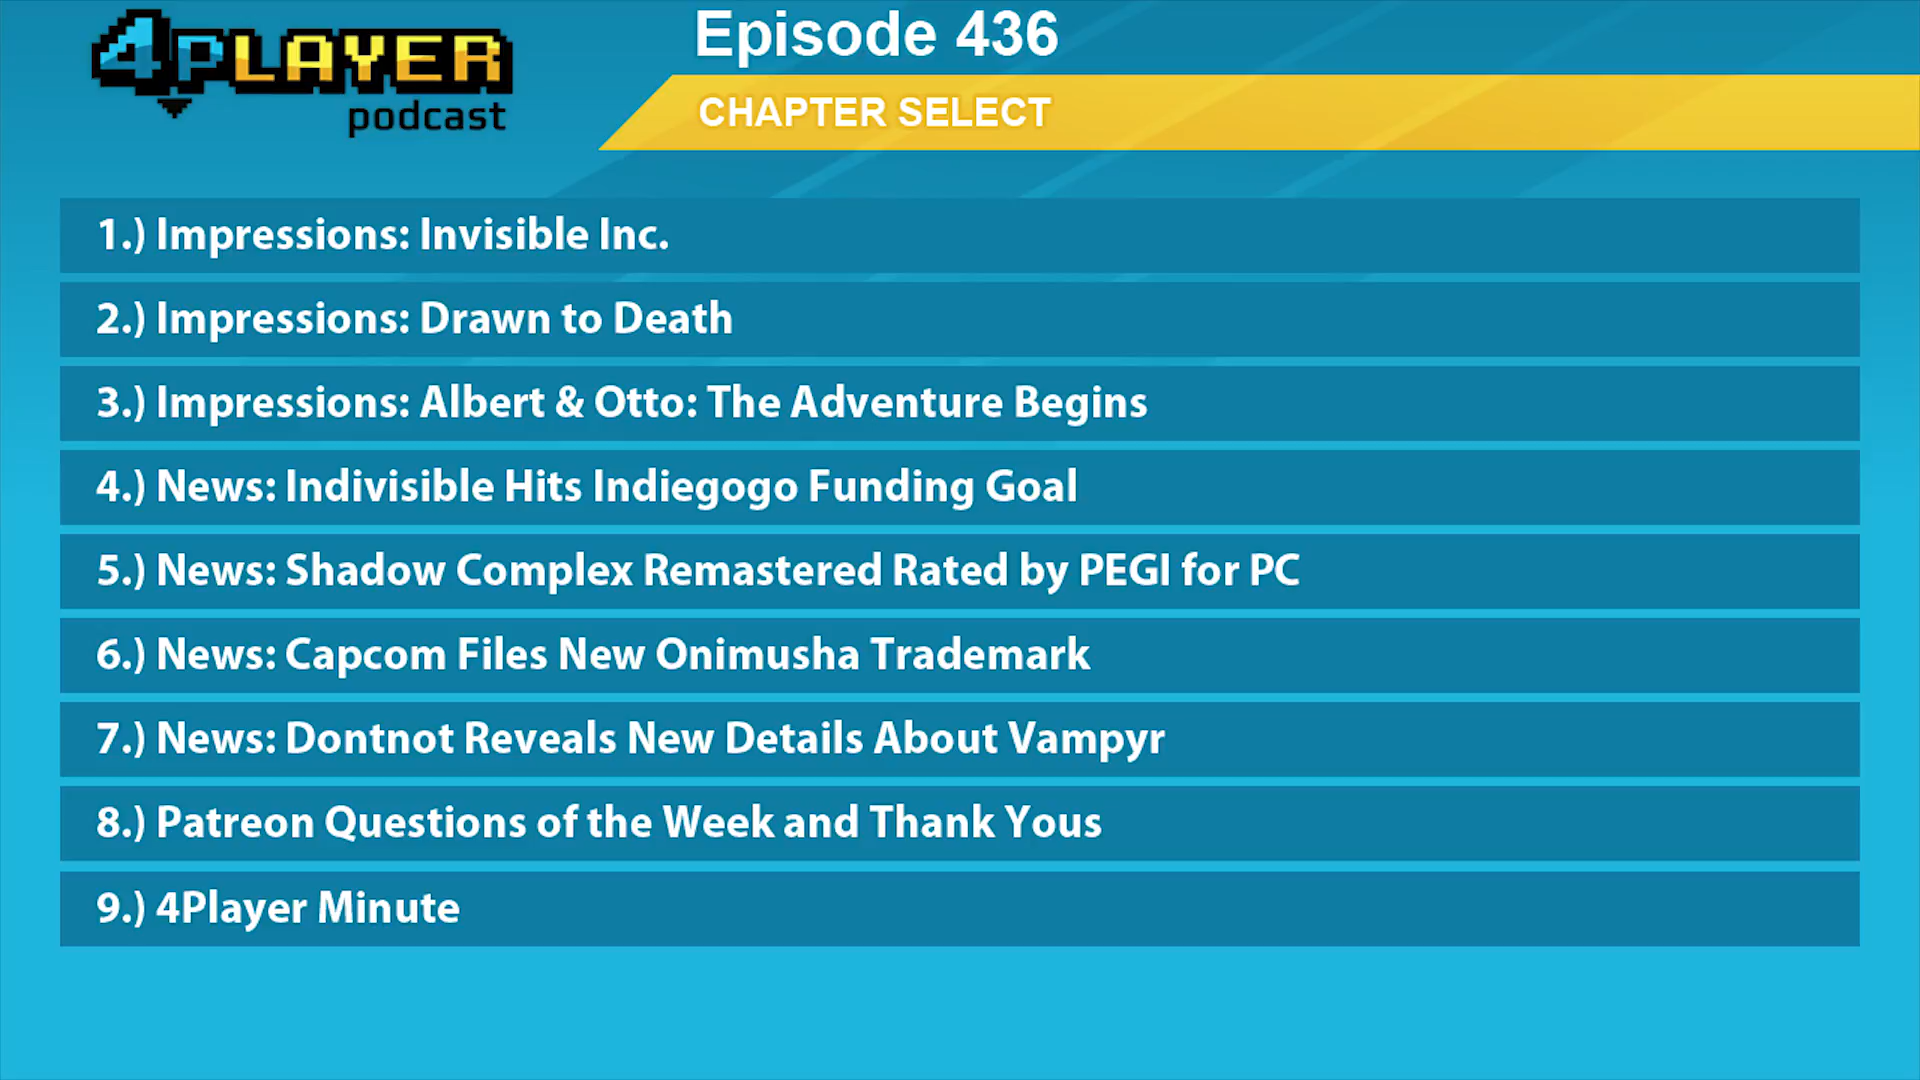 4PLAYER
podcast
Episode 436
CHAPTER SELECT
1.) Impressions: Invisible Inc.
2.) Impressions: Drawn to Death
3.) Impressions: Albert & Otto: The Adventure Begins
4.) News: Indivisible Hits Indiegogo Funding Goal
5.) News: Shadow Complex Remastered Rated by PEGI for PC
6.) News: Capcom Files New Onimusha Trademark
7.) News: Dontnot Reveals New Details About Vampyr
8.) Patreon Questions of the Week and Thank Yous
9.) 4Player Minute